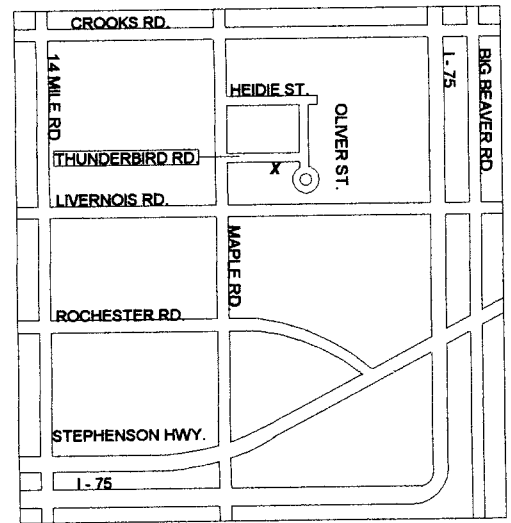 CROOKS RD.
14 MILE RD.
I - 75
BIG BEAVER RD.
HEIDIE ST.
OLIVER ST.
THUNDERBIRD RD.
X
LIVERNOIS RD.
MAPLE RD.
ROCHESTER RD.
STEPHENSON HWY.
I - 75